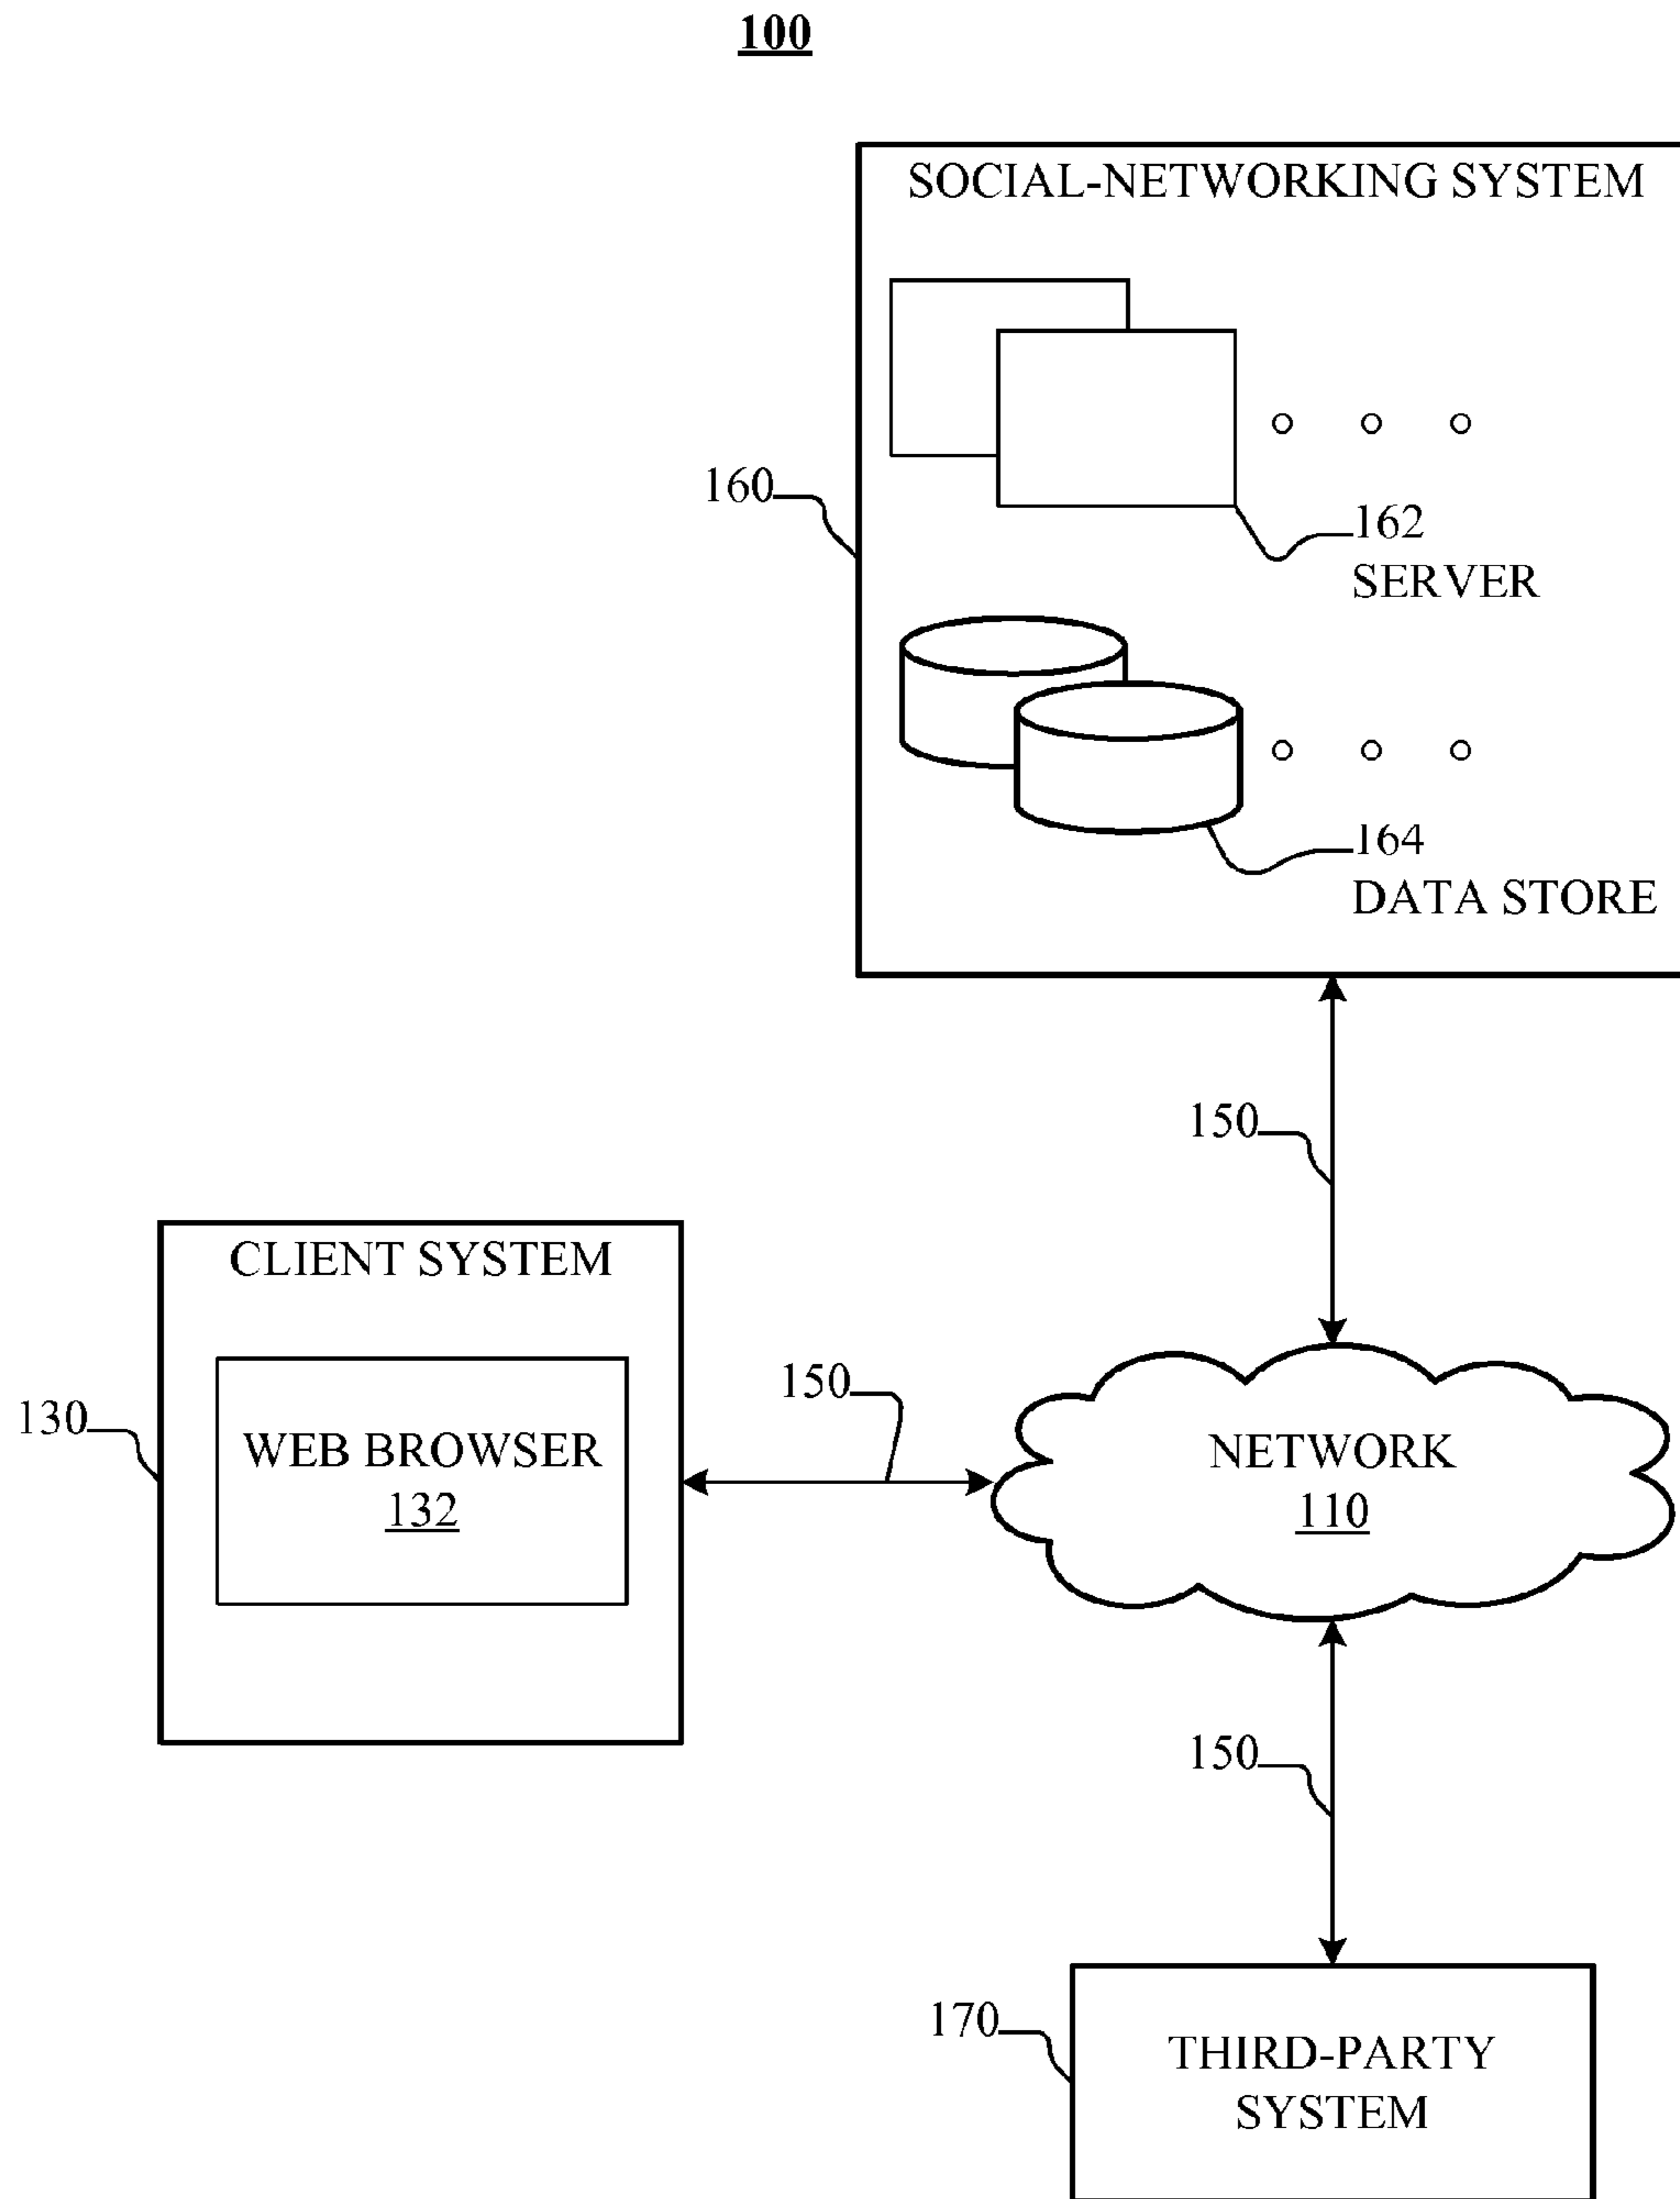 100
SOCIAL-NETWORKING SYSTEM
160
162
SERVER
164
DATA STORE
150
CLIENT SYSTEM
130
WEB BROWSER
132
150
NETWORK
110
150
170
THIRD-PARTY
SYSTEM